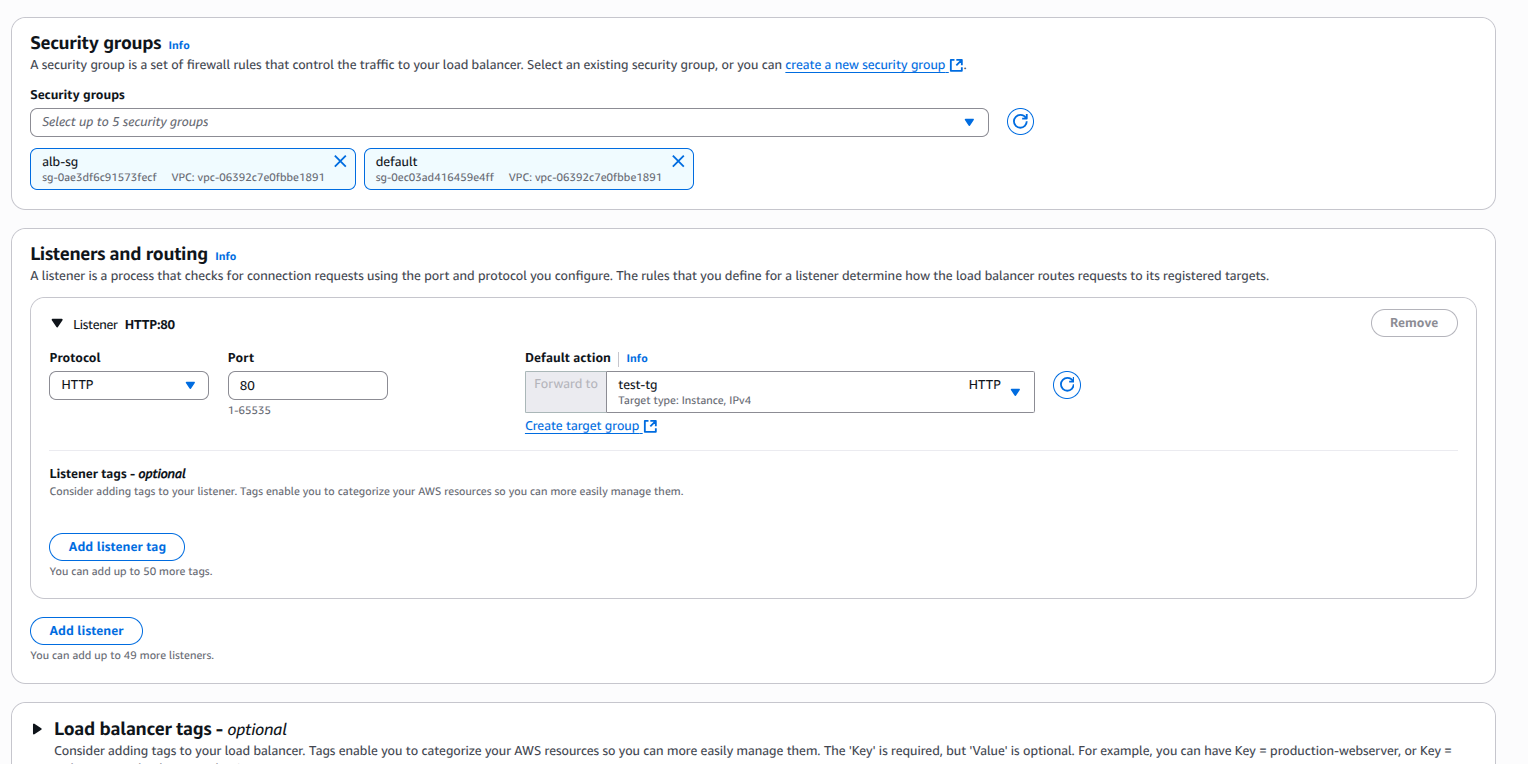 Security groups Info
A security group is a set of firewall rules that control the traffic to your load balancer. Select an existing security group, or you can create a new security group.
Security groups
Select up to 5 security groups
alb-sg
sg-0ae3df6c91573fecf VPC: vpc-06392c7e0fbbe1891
default
sg-0ec03ad416459e4ff VPC: vpc-06392c7e0fbbe1891
Listeners and routing Info
A listener is a process that checks for connection requests using the port and protocol you configure. The rules that you define for a listener determine how the load balancer routes requests to its registered targets.
Listener HTTP:80
Remove
Protocol
HTTP
Port
80
1-65535
Default action Info
Forward to
test-tg
HTTP
Target type: Instance, IPv4
Create target group
Listener tags - optional
Consider adding tags to your listener. Tags enable you to categorize your AWS resources so you can more easily manage them.
Add listener tag
You can add up to 50 more tags.
Add listener
You can add up to 49 more listeners.
Load balancer tags - optional
Consider adding tags to your load balancer. Tags enable you to categorize your AWS resources so you can more easily manage them. The 'Key' is required, but 'Value' is optional. For example, you can have Key = production-webserver, or Key =